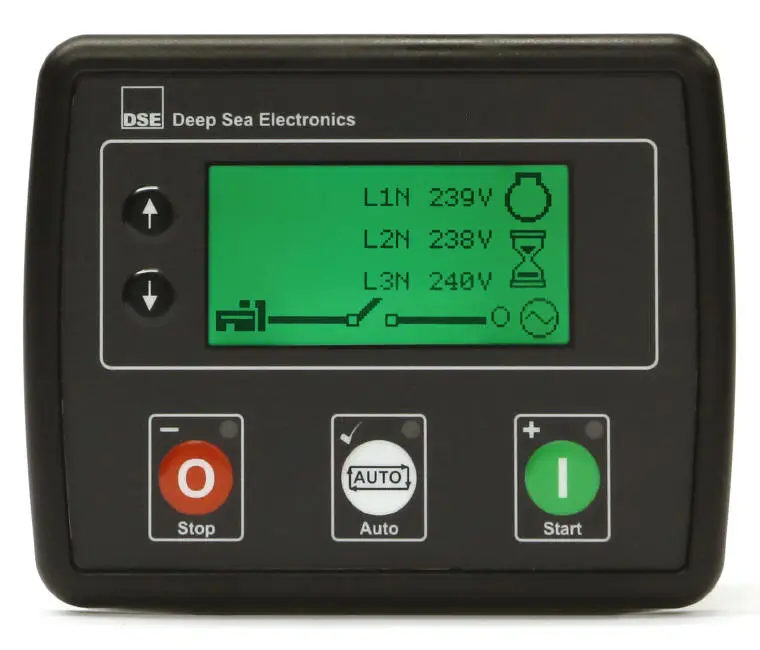 DSE Deep Sea Electronics
L1N 239V
L2N 238V
L3N 240V
O
AUTO
I
Stop
Auto
Start